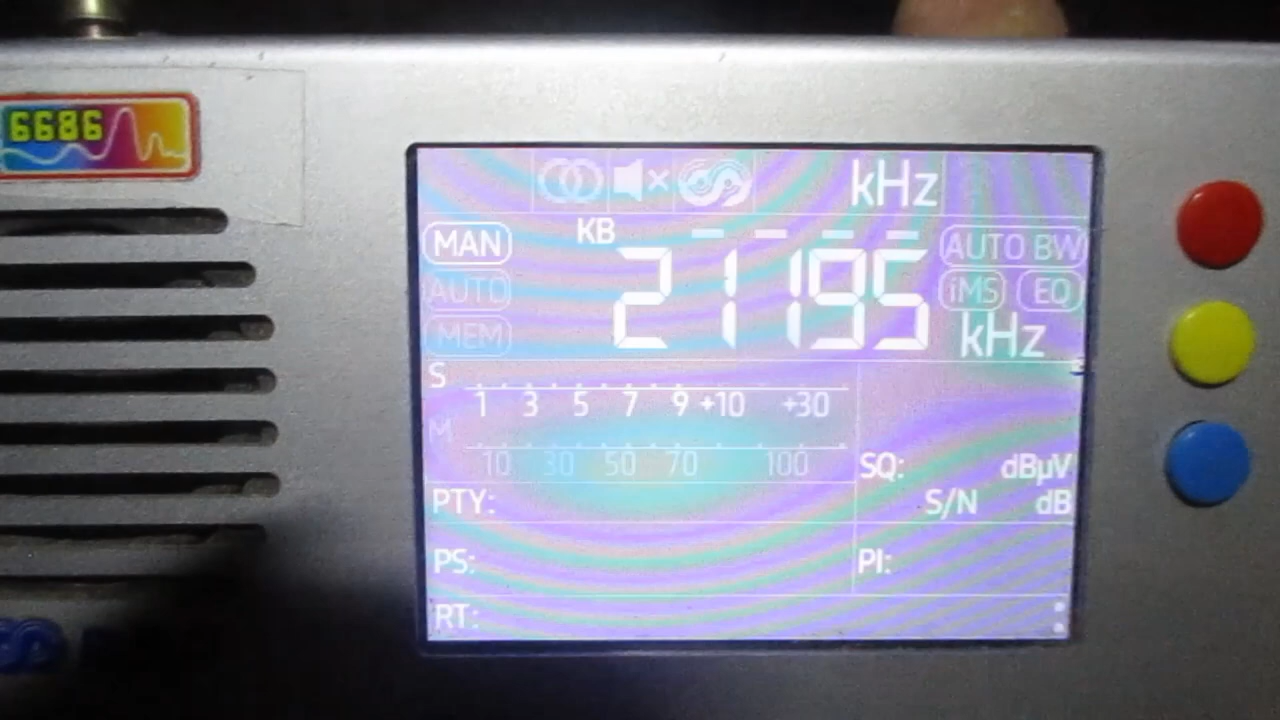 6686
kHz
MAN KB AUTO BW
21195
AUTO iMS EQ
MEM kHz
S
1 3 5 7 9 +10 +30
M
10 30 50 70 100 SQ: dBµV
PTY: S/N dB
PS: PI:
RT: